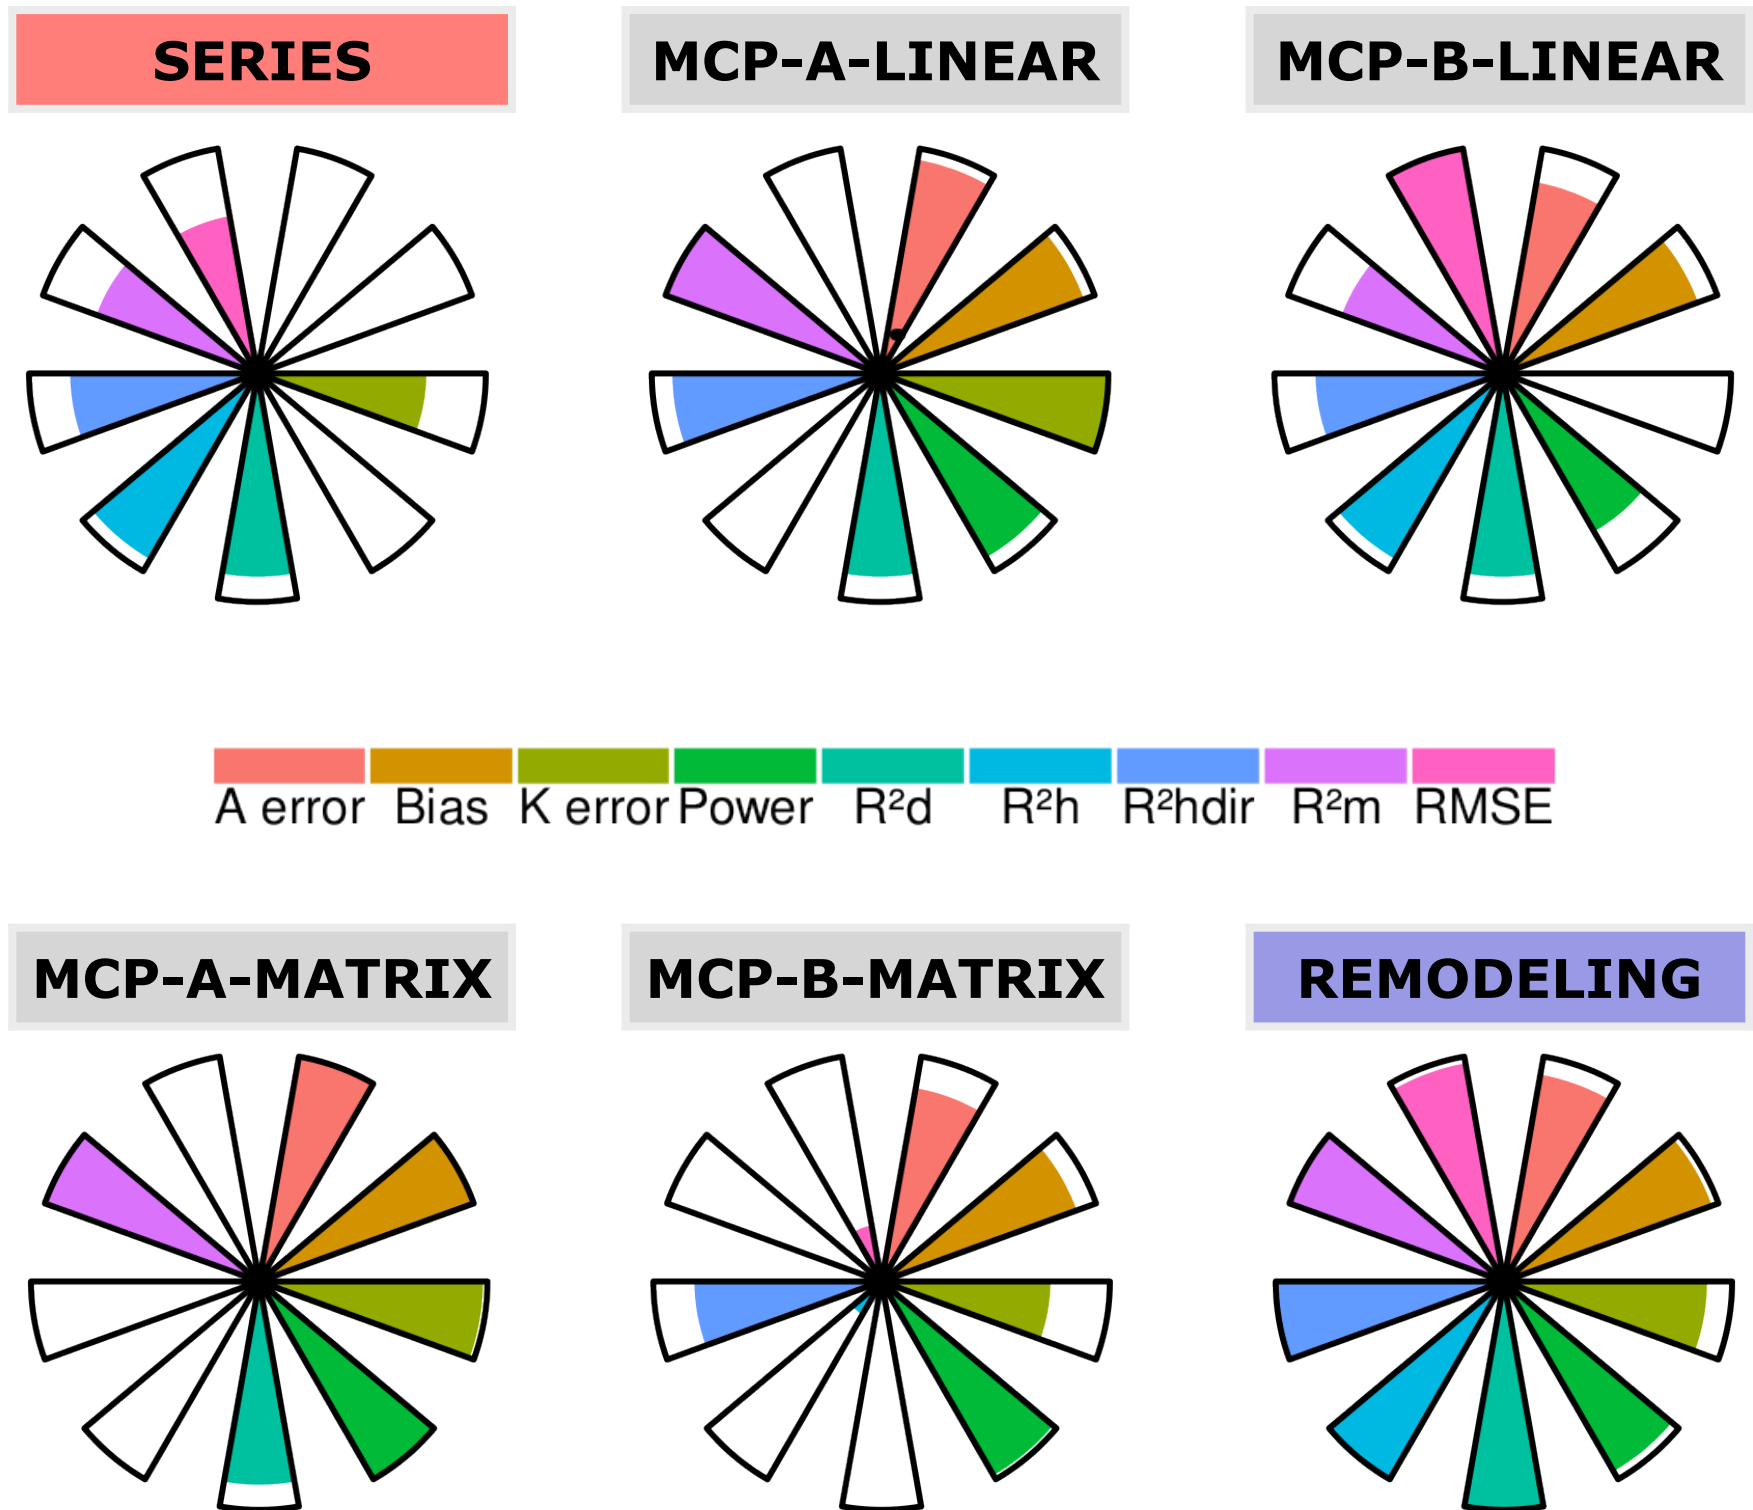 SERIES
MCP-A-LINEAR
MCP-B-LINEAR
A error
Bias
K error
Power
R²d
R²h
R²hdir
R²m
RMSE
MCP-A-MATRIX
MCP-B-MATRIX
REMODELING